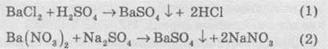 BaCl₂ + H₂SO₄ → BaSO₄ ↓ + 2HCl (1)
Ba(NO₃)₂ + Na₂SO₄ → BaSO₄ ↓ + 2NaNO₃ (2)